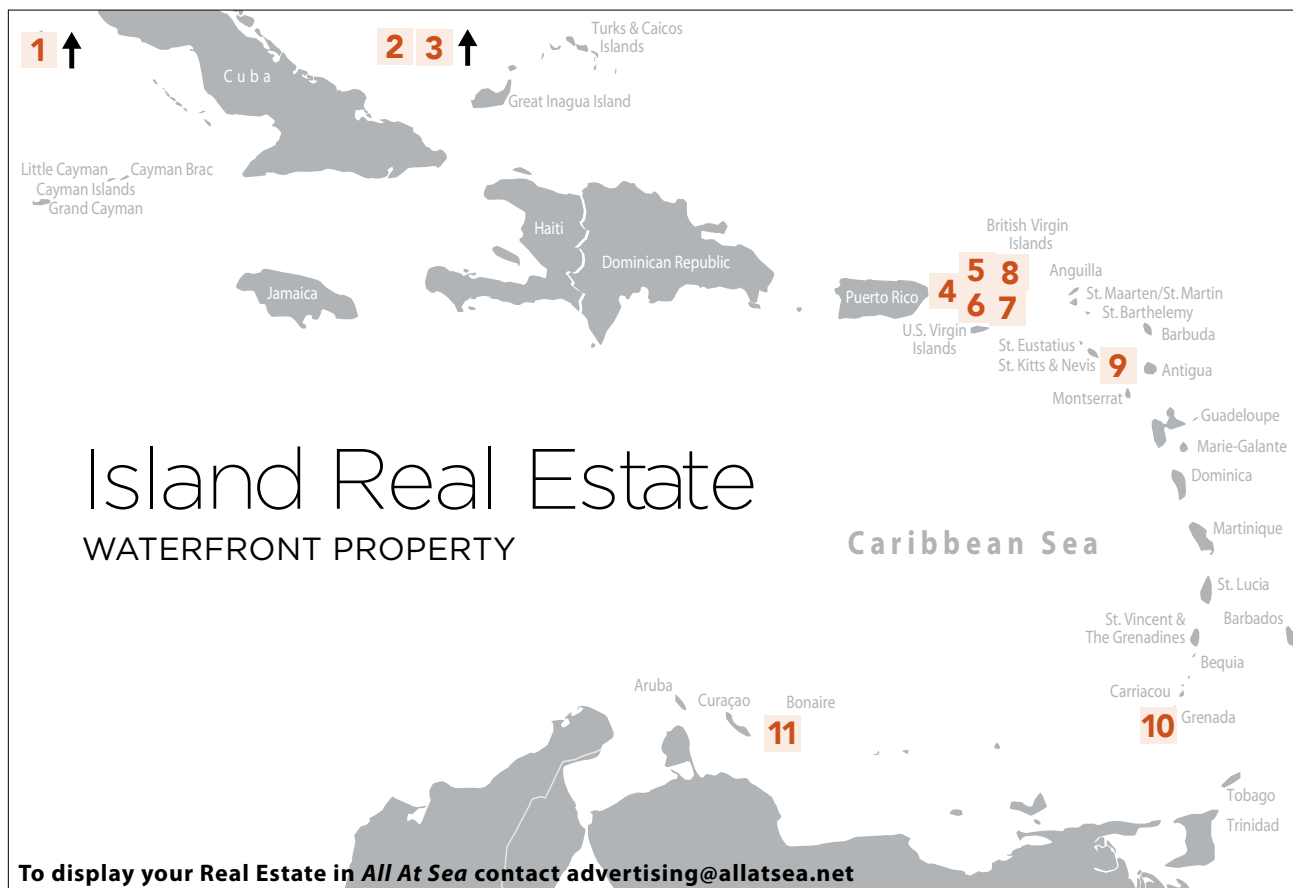 1
2 3
Turks & Caicos
Islands
Cuba
Great Inagua Island
Little Cayman
Cayman Brac
Cayman Islands
Grand Cayman
Haiti
Dominican Republic
Jamaica
Puerto Rico
British Virgin
Islands
5 8
4
6 7
U.S. Virgin
Islands
Anguilla
St. Maarten/St. Martin
St. Barthelemy
Barbuda
St. Eustatius
St. Kitts & Nevis
9
Antigua
Montserrat
Guadeloupe
Marie-Galante
Dominica
Island Real Estate
WATERFRONT PROPERTY
Caribbean Sea
Martinique
St. Lucia
St. Vincent &
The Grenadines
Barbados
Bequia
Carriacou
10
Grenada
Aruba
Curaçao
Bonaire
11
Tobago
Trinidad
To display your Real Estate in All At Sea contact advertising@allatsea.net